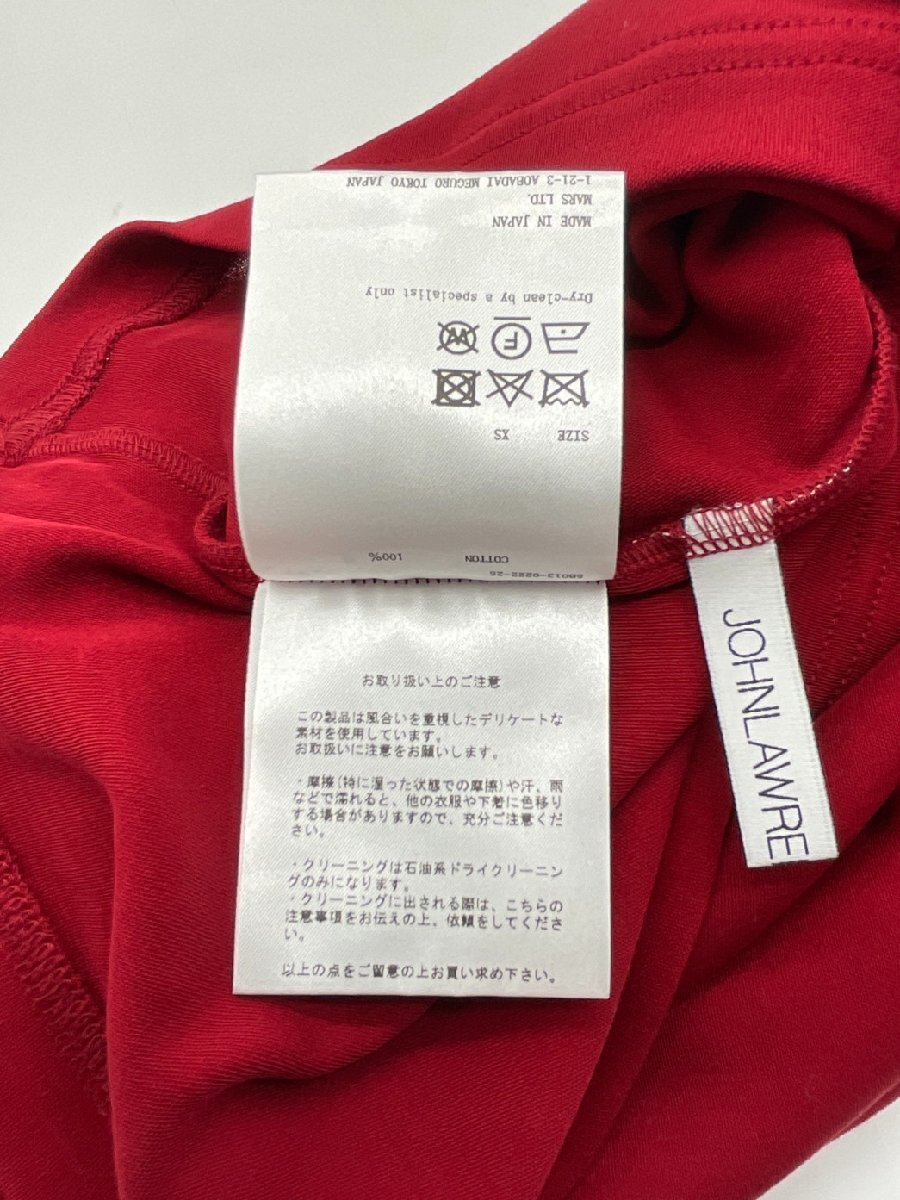 COTTON 100%
SIZE XS
F
W
Dry-clean by a specialist only
MADE IN JAPAN
MARS LTD.
1-21-3 AOBADAI MEGURO TOKYO JAPAN
お取り扱い上のご注意
この製品は風合いを重視したデリケートな
素材を使用しています。
お取扱いに注意をお願いします。
・摩擦(特に湿った状態での摩擦)や汗、雨
などで濡れると、他の衣服や下着に色移り
する場合がありますので、充分ご注意くだ
さい。
・クリーニングは石油系ドライクリーニン
グのみになります。
・クリーニングに出される際は、こちらの
注意事項をお伝えの上、依頼をしてくださ
い。
以上の点をご留意の上お買い求め下さい。
JOHNLAWRE